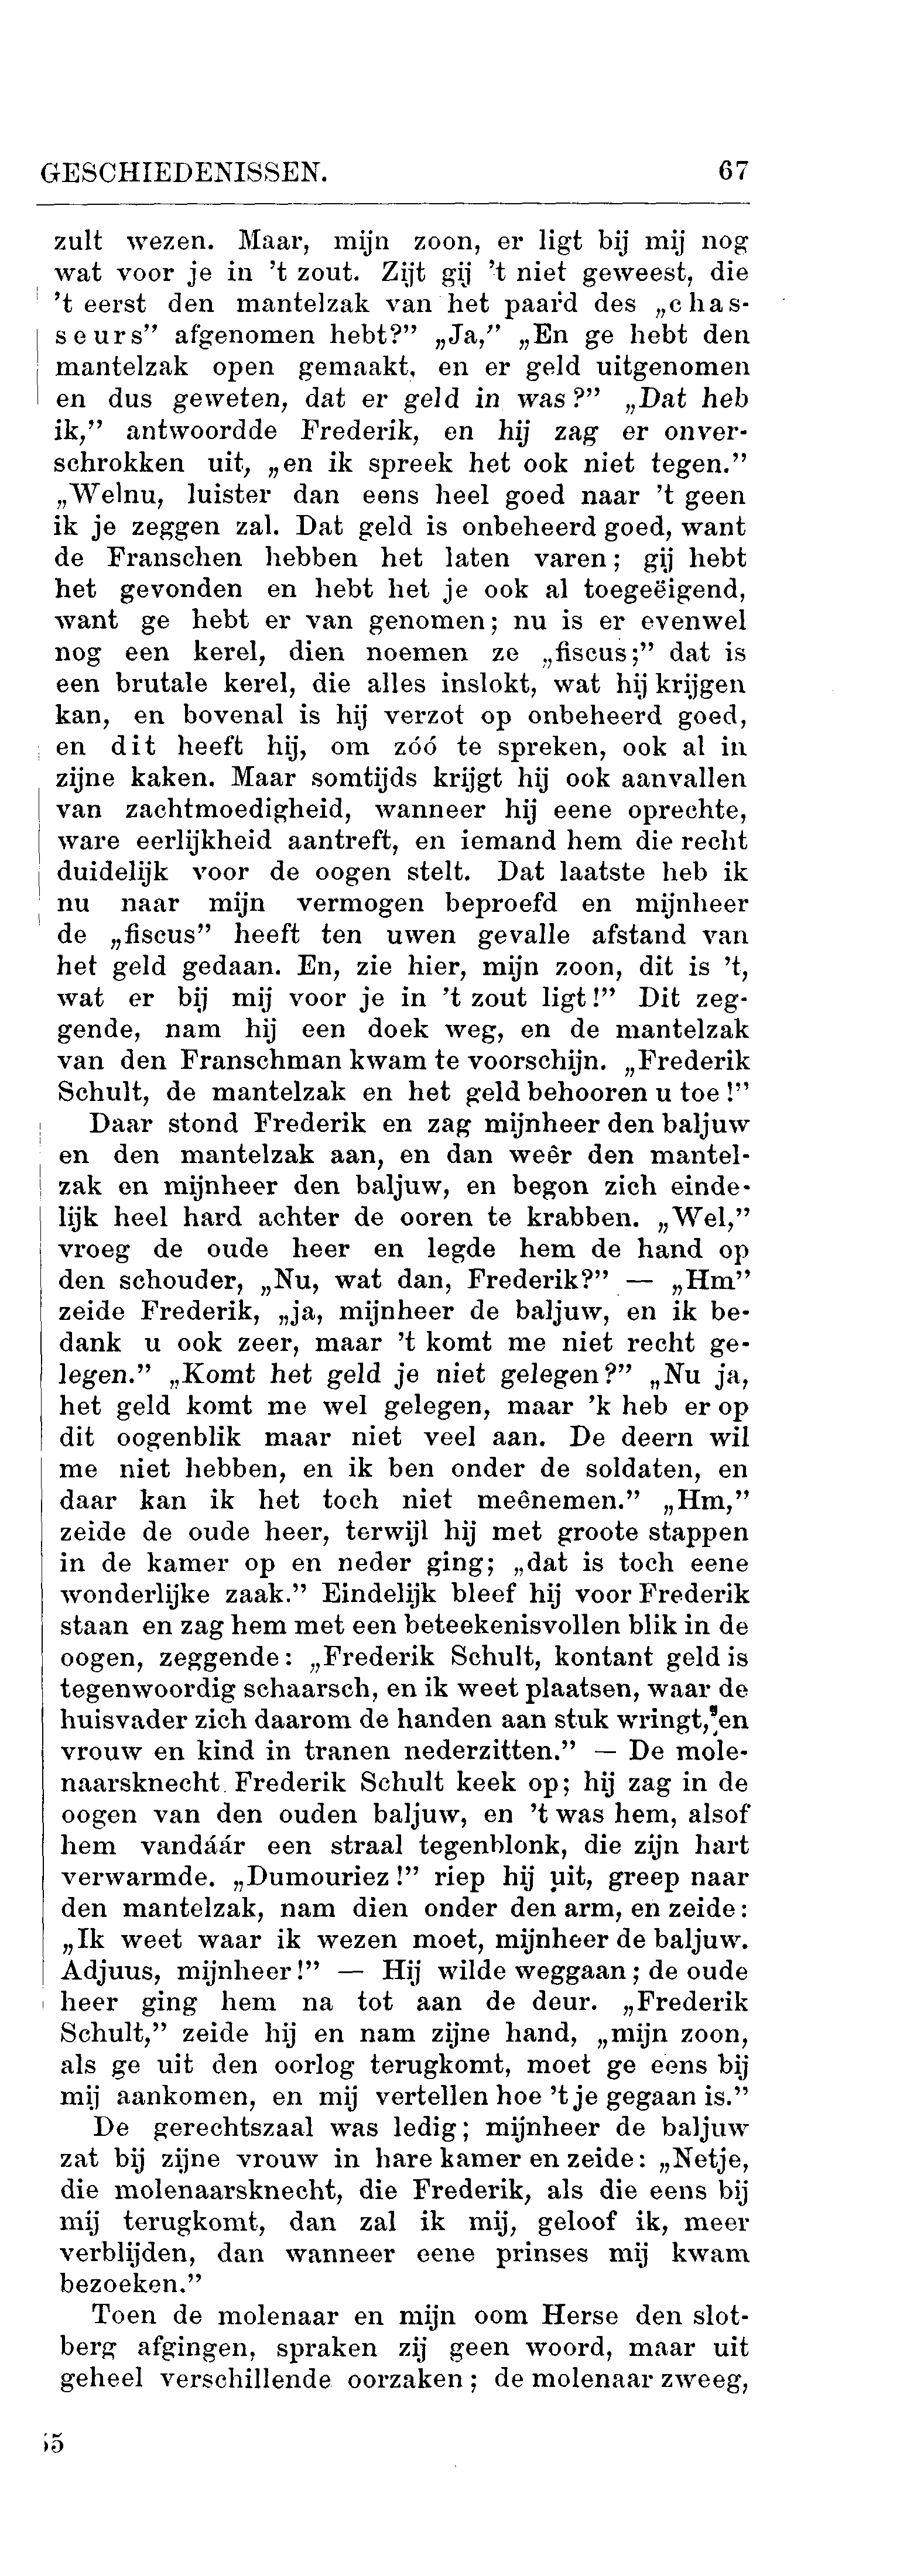 GESCHIEDENISSEN. 67
zult wezen. Maar, mijn zoon, er ligt bij mij nog
wat voor je in 't zout. Zijt gij 't niet geweest, die
't eerst den mantelzak van het paard des „chas-
seurs” afgenomen hebt?” „Ja,” „En ge hebt den
mantelzak open gemaakt, en er geld uitgenomen
en dus geweten, dat er geld in was?” „Dat heb
ik,” antwoordde Frederik, en hij zag er onver-
schrokken uit, „en ik spreek het ook niet tegen.”
„Welnu, luister dan eens heel goed naar 't geen
ik je zeggen zal. Dat geld is onbeheerd goed, want
de Franschen hebben het laten varen; gij hebt
het gevonden en hebt het je ook al toegeëigend,
want ge hebt er van genomen; nu is er evenwel
nog een kerel, dien noemen ze „fiscus;” dat is
een brutale kerel, die alles inslokt, wat hij krijgen
kan, en bovenal is hij verzot op onbeheerd goed,
en dit heeft hij, om zóó te spreken, ook al in
zijne kaken. Maar somtijds krijgt hij ook aanvallen
van zachtmoedigheid, wanneer hij eene oprechte,
ware eerlijkheid aantreft, en iemand hem die recht
duidelijk voor de oogen stelt. Dat laatste heb ik
nu naar mijn vermogen beproefd en mijnheer
de „fiscus” heeft ten uwen gevalle afstand van
het geld gedaan. En, zie hier, mijn zoon, dit is 't,
wat er bij mij voor je in 't zout ligt!” Dit zeg-
gende, nam hij een doek weg, en de mantelzak
van den Franschman kwam te voorschijn. „Frederik
Schult, de mantelzak en het geld behooren u toe!”
Daar stond Frederik en zag mijnheer den baljuw
en den mantelzak aan, en dan weêr den mantel-
zak en mijnheer den baljuw, en begon zich einde-
lijk heel hard achter de ooren te krabben. „Wel,”
vroeg de oude heer en legde hem de hand op
den schouder, „Nu, wat dan, Frederik?” — „Hm”
zeide Frederik, „ja, mijnheer de baljuw, en ik be-
dank u ook zeer, maar 't komt me niet recht ge-
legen.” „Komt het geld je niet gelegen?” „Nu ja,
het geld komt me wel gelegen, maar 'k heb er op
dit oogenblik maar niet veel aan. De deern wil
me niet hebben, en ik ben onder de soldaten, en
daar kan ik het toch niet meênemen.” „Hm,”
zeide de oude heer, terwijl hij met groote stappen
in de kamer op en neder ging; „dat is toch eene
wonderlijke zaak.” Eindelijk bleef hij voor Frederik
staan en zag hem met een beteekenisvollen blik in de
oogen, zeggende: „Frederik Schult, kontant geld is
tegenwoordig schaarsch, en ik weet plaatsen, waar de
huisvader zich daarom de handen aan stuk wringt, en
vrouw en kind in tranen nederzitten.” — De mole-
naarsknecht Frederik Schult keek op; hij zag in de
oogen van den ouden baljuw, en 't was hem, alsof
hem vandáár een straal tegenblonk, die zijn hart
verwarmde. „Dumouriez!” riep hij uit, greep naar
den mantelzak, nam dien onder den arm, en zeide:
„Ik weet waar ik wezen moet, mijnheer de baljuw.
Adjuus, mijnheer!” — Hij wilde weggaan; de oude
heer ging hem na tot aan de deur. „Frederik
Schult,” zeide hij en nam zijne hand, „mijn zoon,
als ge uit den oorlog terugkomt, moet ge eens bij
mij aankomen, en mij vertellen hoe 't je gegaan is.”
De gerechtszaal was ledig; mijnheer de baljuw
zat bij zijne vrouw in hare kamer en zeide: „Netje,
die molenaarsknecht, die Frederik, als die eens bij
mij terugkomt, dan zal ik mij, geloof ik, meer
verblijden, dan wanneer eene prinses mij kwam
bezoeken.”
Toen de molenaar en mijn oom Herse den slot-
berg afgingen, spraken zij geen woord, maar uit
geheel verschillende oorzaken; de molenaar zweeg,